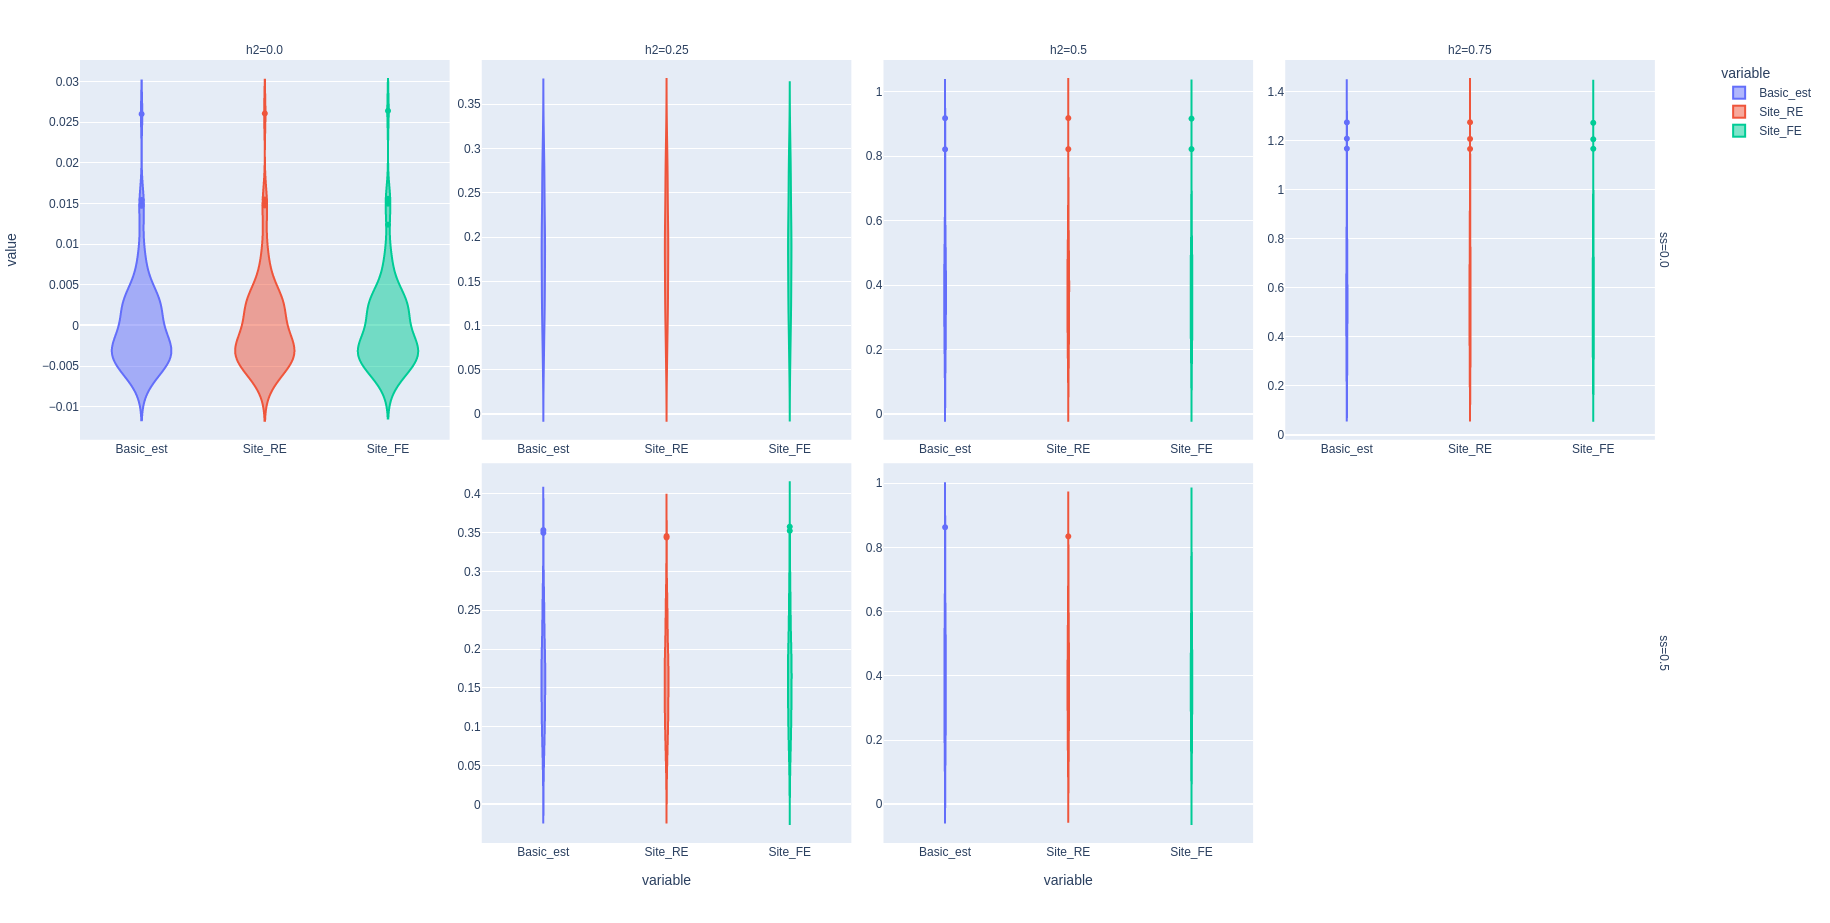 h2=0.0
h2=0.25
h2=0.5
h2=0.75
variable
Basic_est
Site_RE
Site_FE
value
0.03
0.025
0.02
0.015
0.01
0.005
0
−0.005
−0.01
Basic_est
Site_RE
Site_FE
0.35
0.3
0.25
0.2
0.15
0.1
0.05
0
Basic_est
Site_RE
Site_FE
1
0.8
0.6
0.4
0.2
0
Basic_est
Site_RE
Site_FE
1.4
1.2
1
0.8
0.6
0.4
0.2
0
Basic_est
Site_RE
Site_FE
ss=0.0
0.4
0.35
0.3
0.25
0.2
0.15
0.1
0.05
0
Basic_est
Site_RE
Site_FE
variable
1
0.8
0.6
0.4
0.2
0
Basic_est
Site_RE
Site_FE
variable
ss=0.5